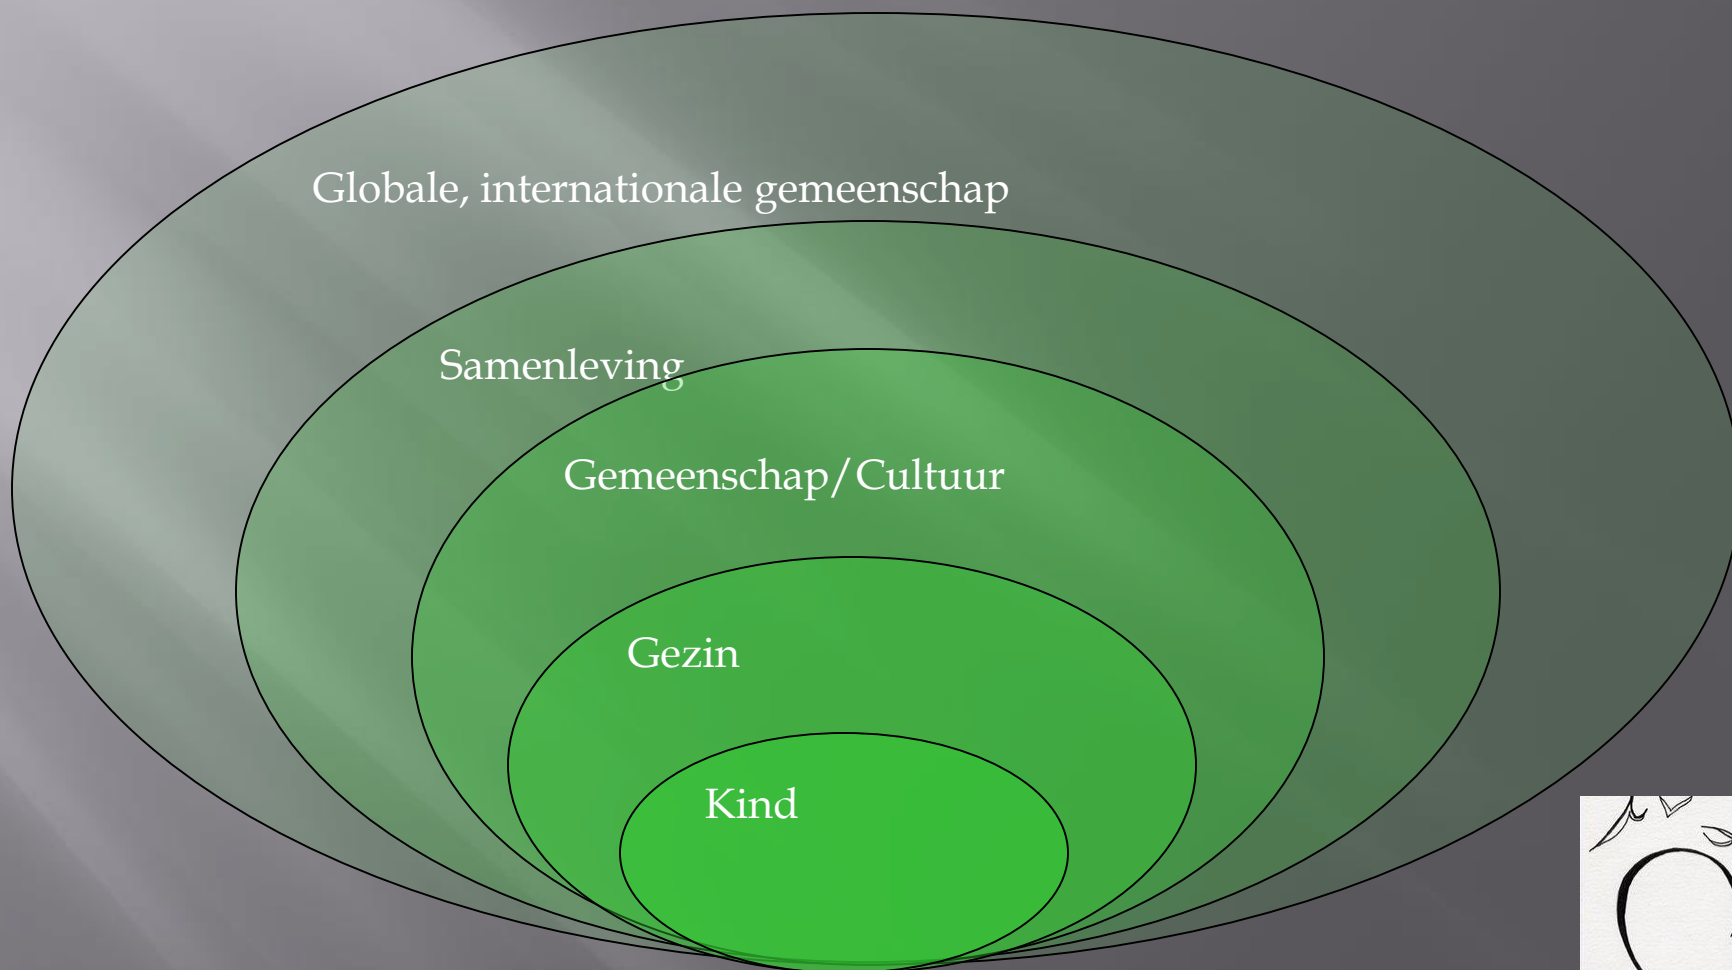 Globale, internationale gemeenschap
Samenleving
Gemeenschap/Cultuur
Gezin
Kind